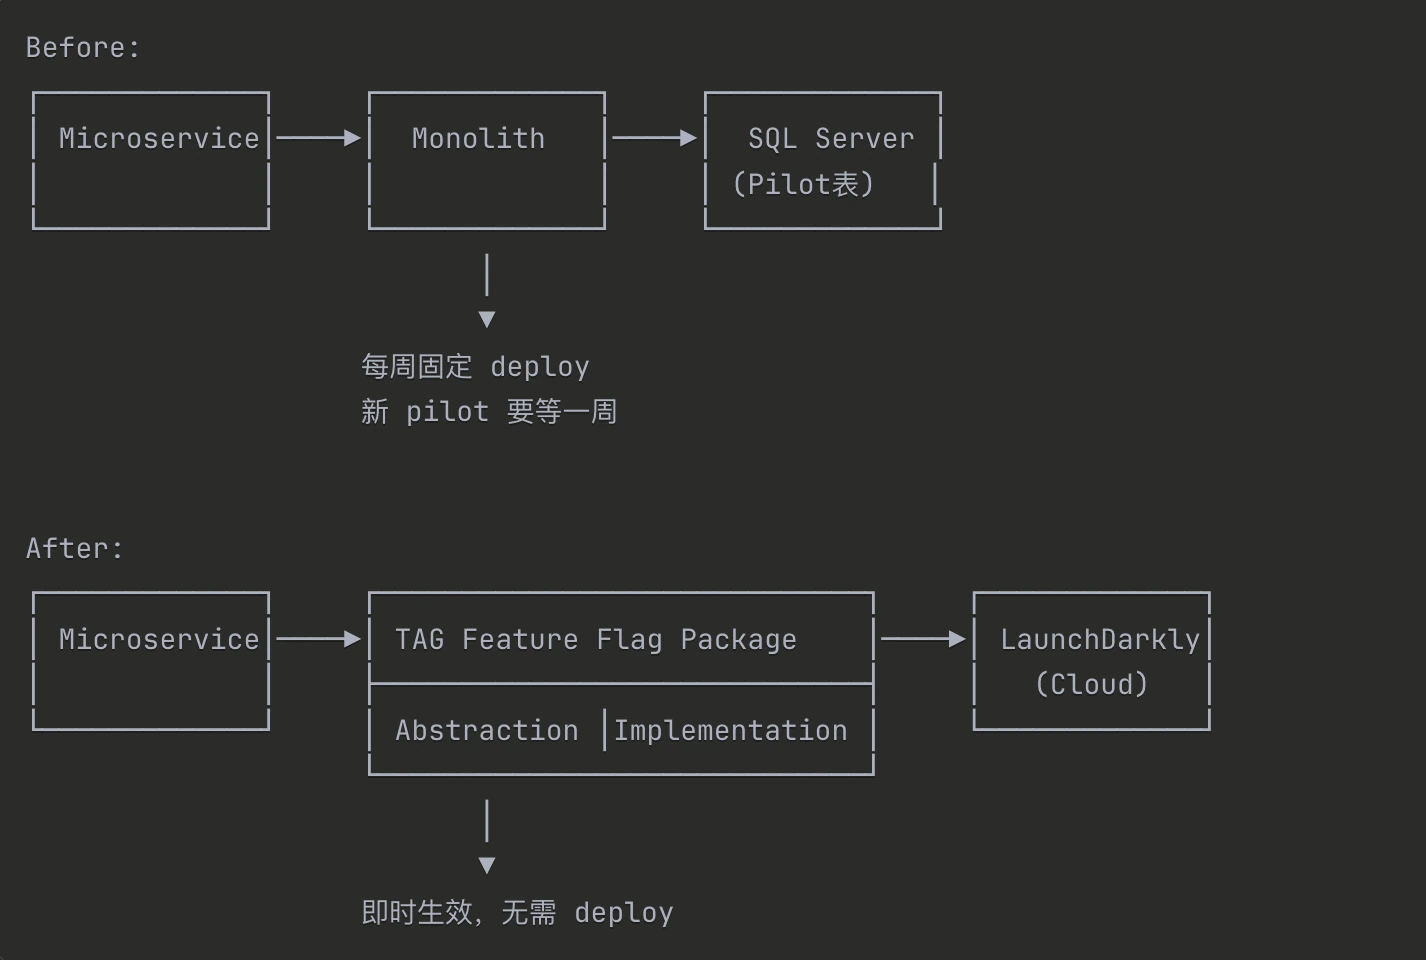 Before:
Microservice Monolith SQL Server
(Pilot表)
每周固定 deploy
新 pilot 要等一周
After:
Microservice TAG Feature Flag Package LaunchDarkly
(Cloud)
Abstraction Implementation
即时生效，无需 deploy